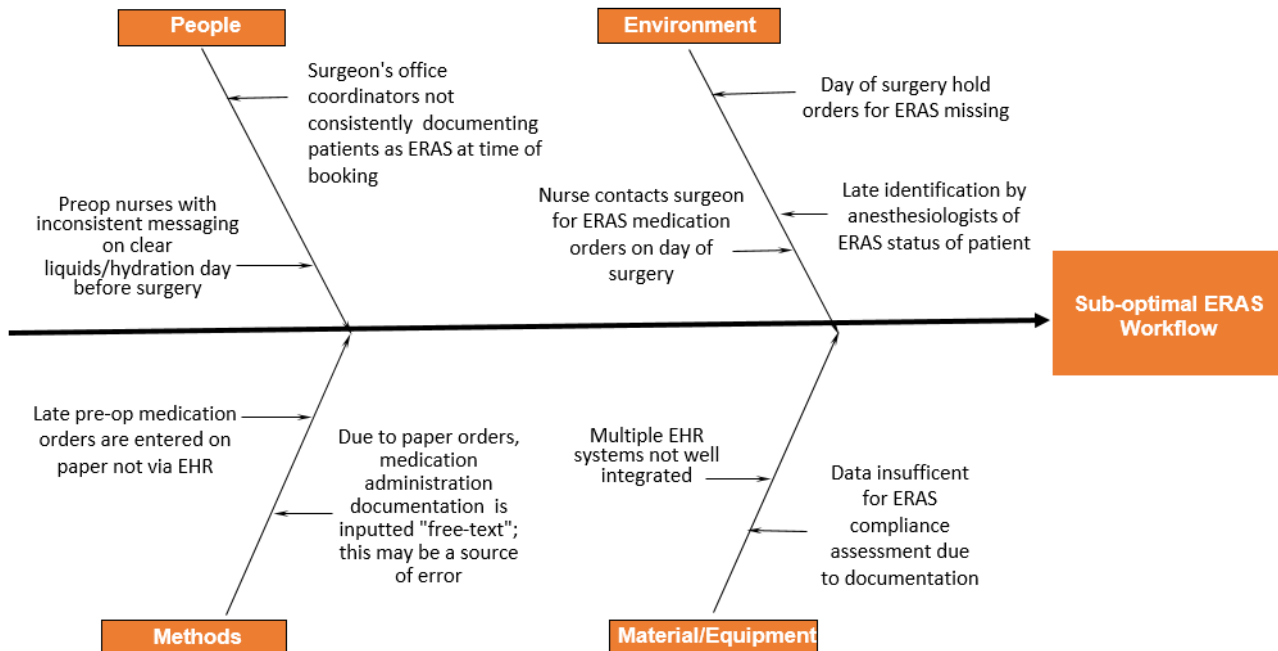 People
Environment
Surgeon's office
coordinators not
consistently documenting
patients as ERAS at time of
booking
Day of surgery hold
orders for ERAS missing
Preop nurses with
inconsistent messaging
on clear
liquids/hydration day
before surgery
Nurse contacts surgeon
for ERAS medication
orders on day of
surgery
Late identification by
anesthesiologists of
ERAS status of patient
Sub-optimal ERAS
Workflow
Late pre-op medication
orders are entered on
paper not via EHR
Due to paper orders,
medication
administration
documentation is
inputted "free-text";
this may be a source
of error
Multiple EHR
systems not well
integrated
Data insufficent
for ERAS
compliance
assessment due
to documentation
Methods
Material/Equipment